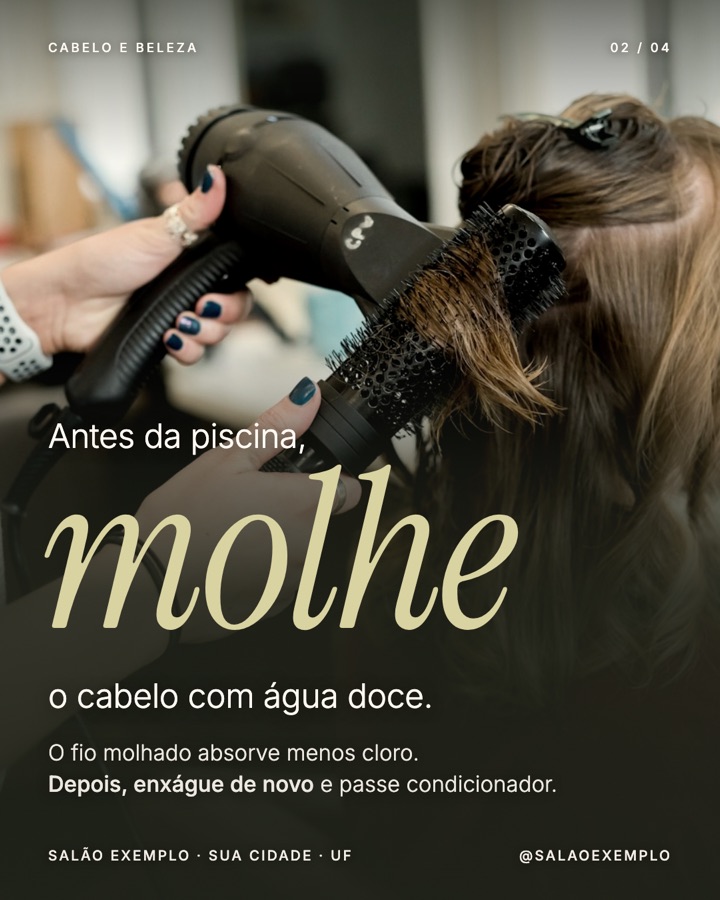 CABELO E BELEZA
02 / 04
Antes da piscina,
molhe
o cabelo com água doce.
O fio molhado absorve menos cloro.
Depois, enxágue de novo e passe condicionador.
SALÃO EXEMPLO · SUA CIDADE · UF
@SALAOEXEMPLO